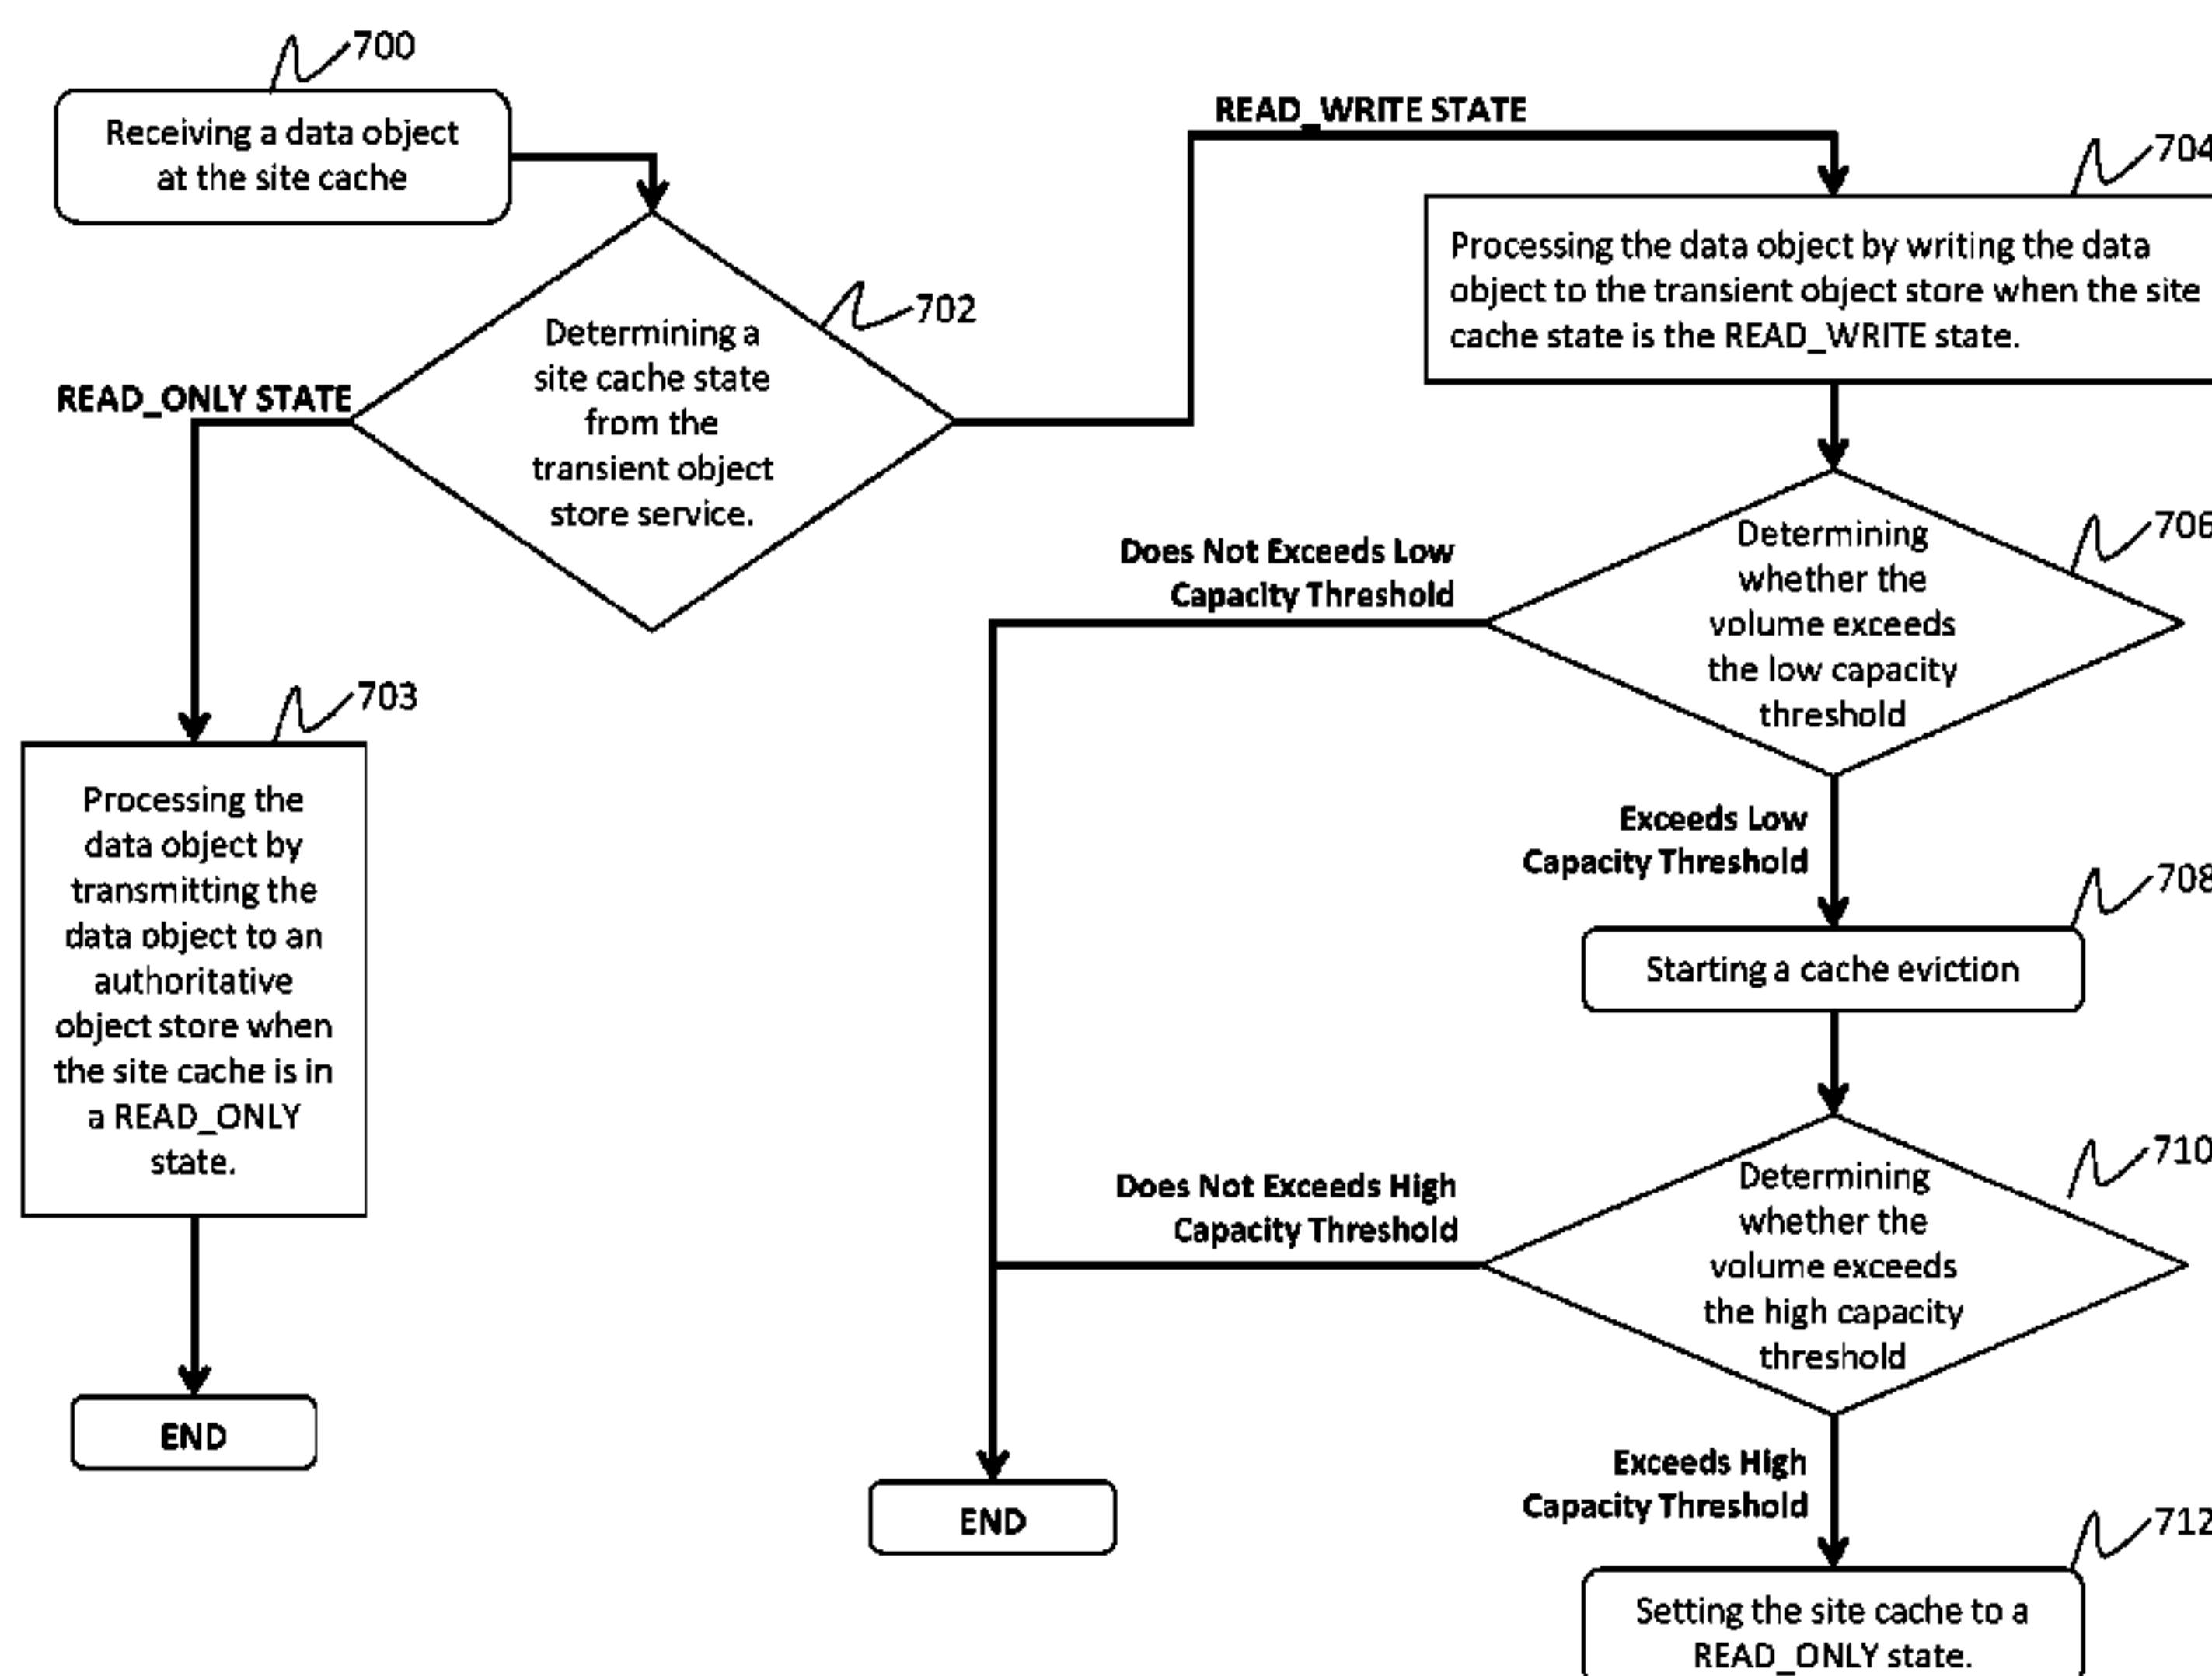 700
Receiving a data object
at the site cache
702
Determining a
site cache state
from the
transient object
store service.
READ_ONLY STATE
703
Processing the
data object by
transmitting the
data object to an
authoritative
object store when
the site cache is in
a READ_ONLY
state.
END
READ_WRITE STATE
704
Processing the data object by writing the data
object to the transient object store when the site
cache state is the READ_WRITE state.
706
Determining
whether the
volume exceeds
the low capacity
threshold
Does Not Exceeds Low
Capacity Threshold
Exceeds Low
Capacity Threshold
708
Starting a cache eviction
710
Determining
whether the
volume exceeds
the high capacity
threshold
Does Not Exceeds High
Capacity Threshold
END
Exceeds High
Capacity Threshold
712
Setting the site cache to a
READ_ONLY state.